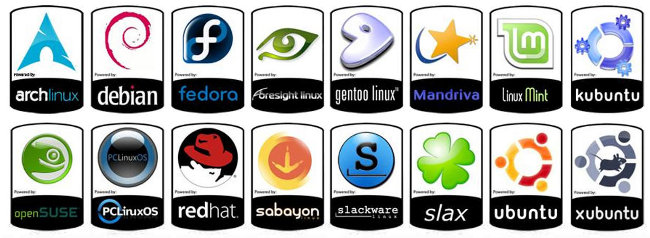 Powered By: Powered by: Powered by: Powered by: Powered by: Powered by: Powered by: Powered by:
archlinux debian fedora foresight linux gentoo linux™ Mandriva Linux Mint kubuntu
PCLinuxOS S
Powered by: Powered by: Powered by: Powered by: Powered by: Powered by: Powered by: Powered by:
openSUSE PCLinuxOS redhat. sabayon linux slackware linux slax ubuntu xubuntu